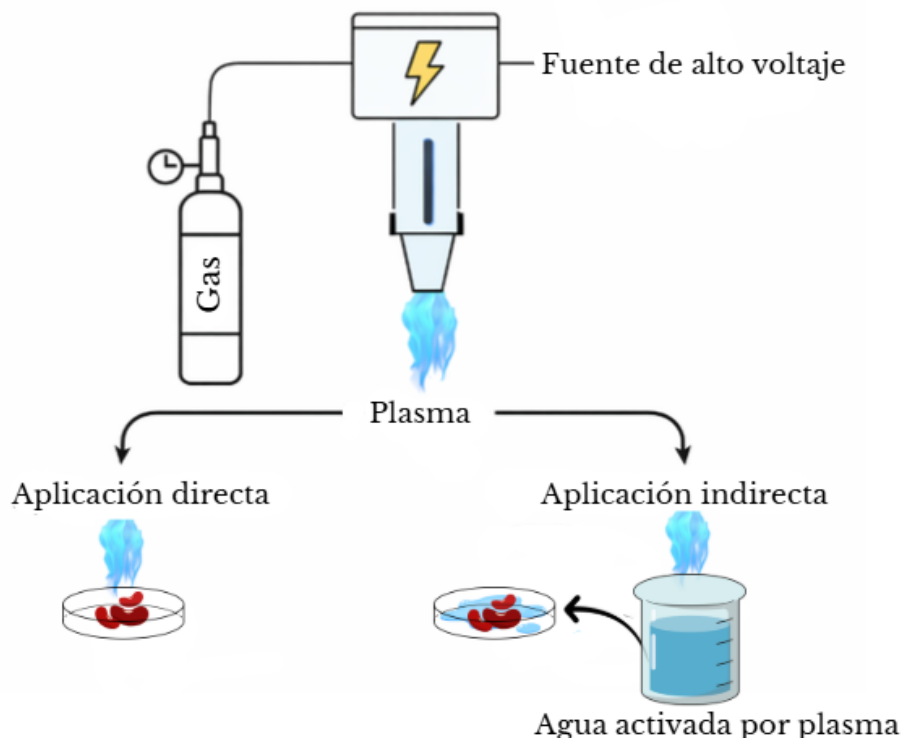 Fuente de alto voltaje
Gas
Plasma
Aplicación directa
Aplicación indirecta
Agua activada por plasma